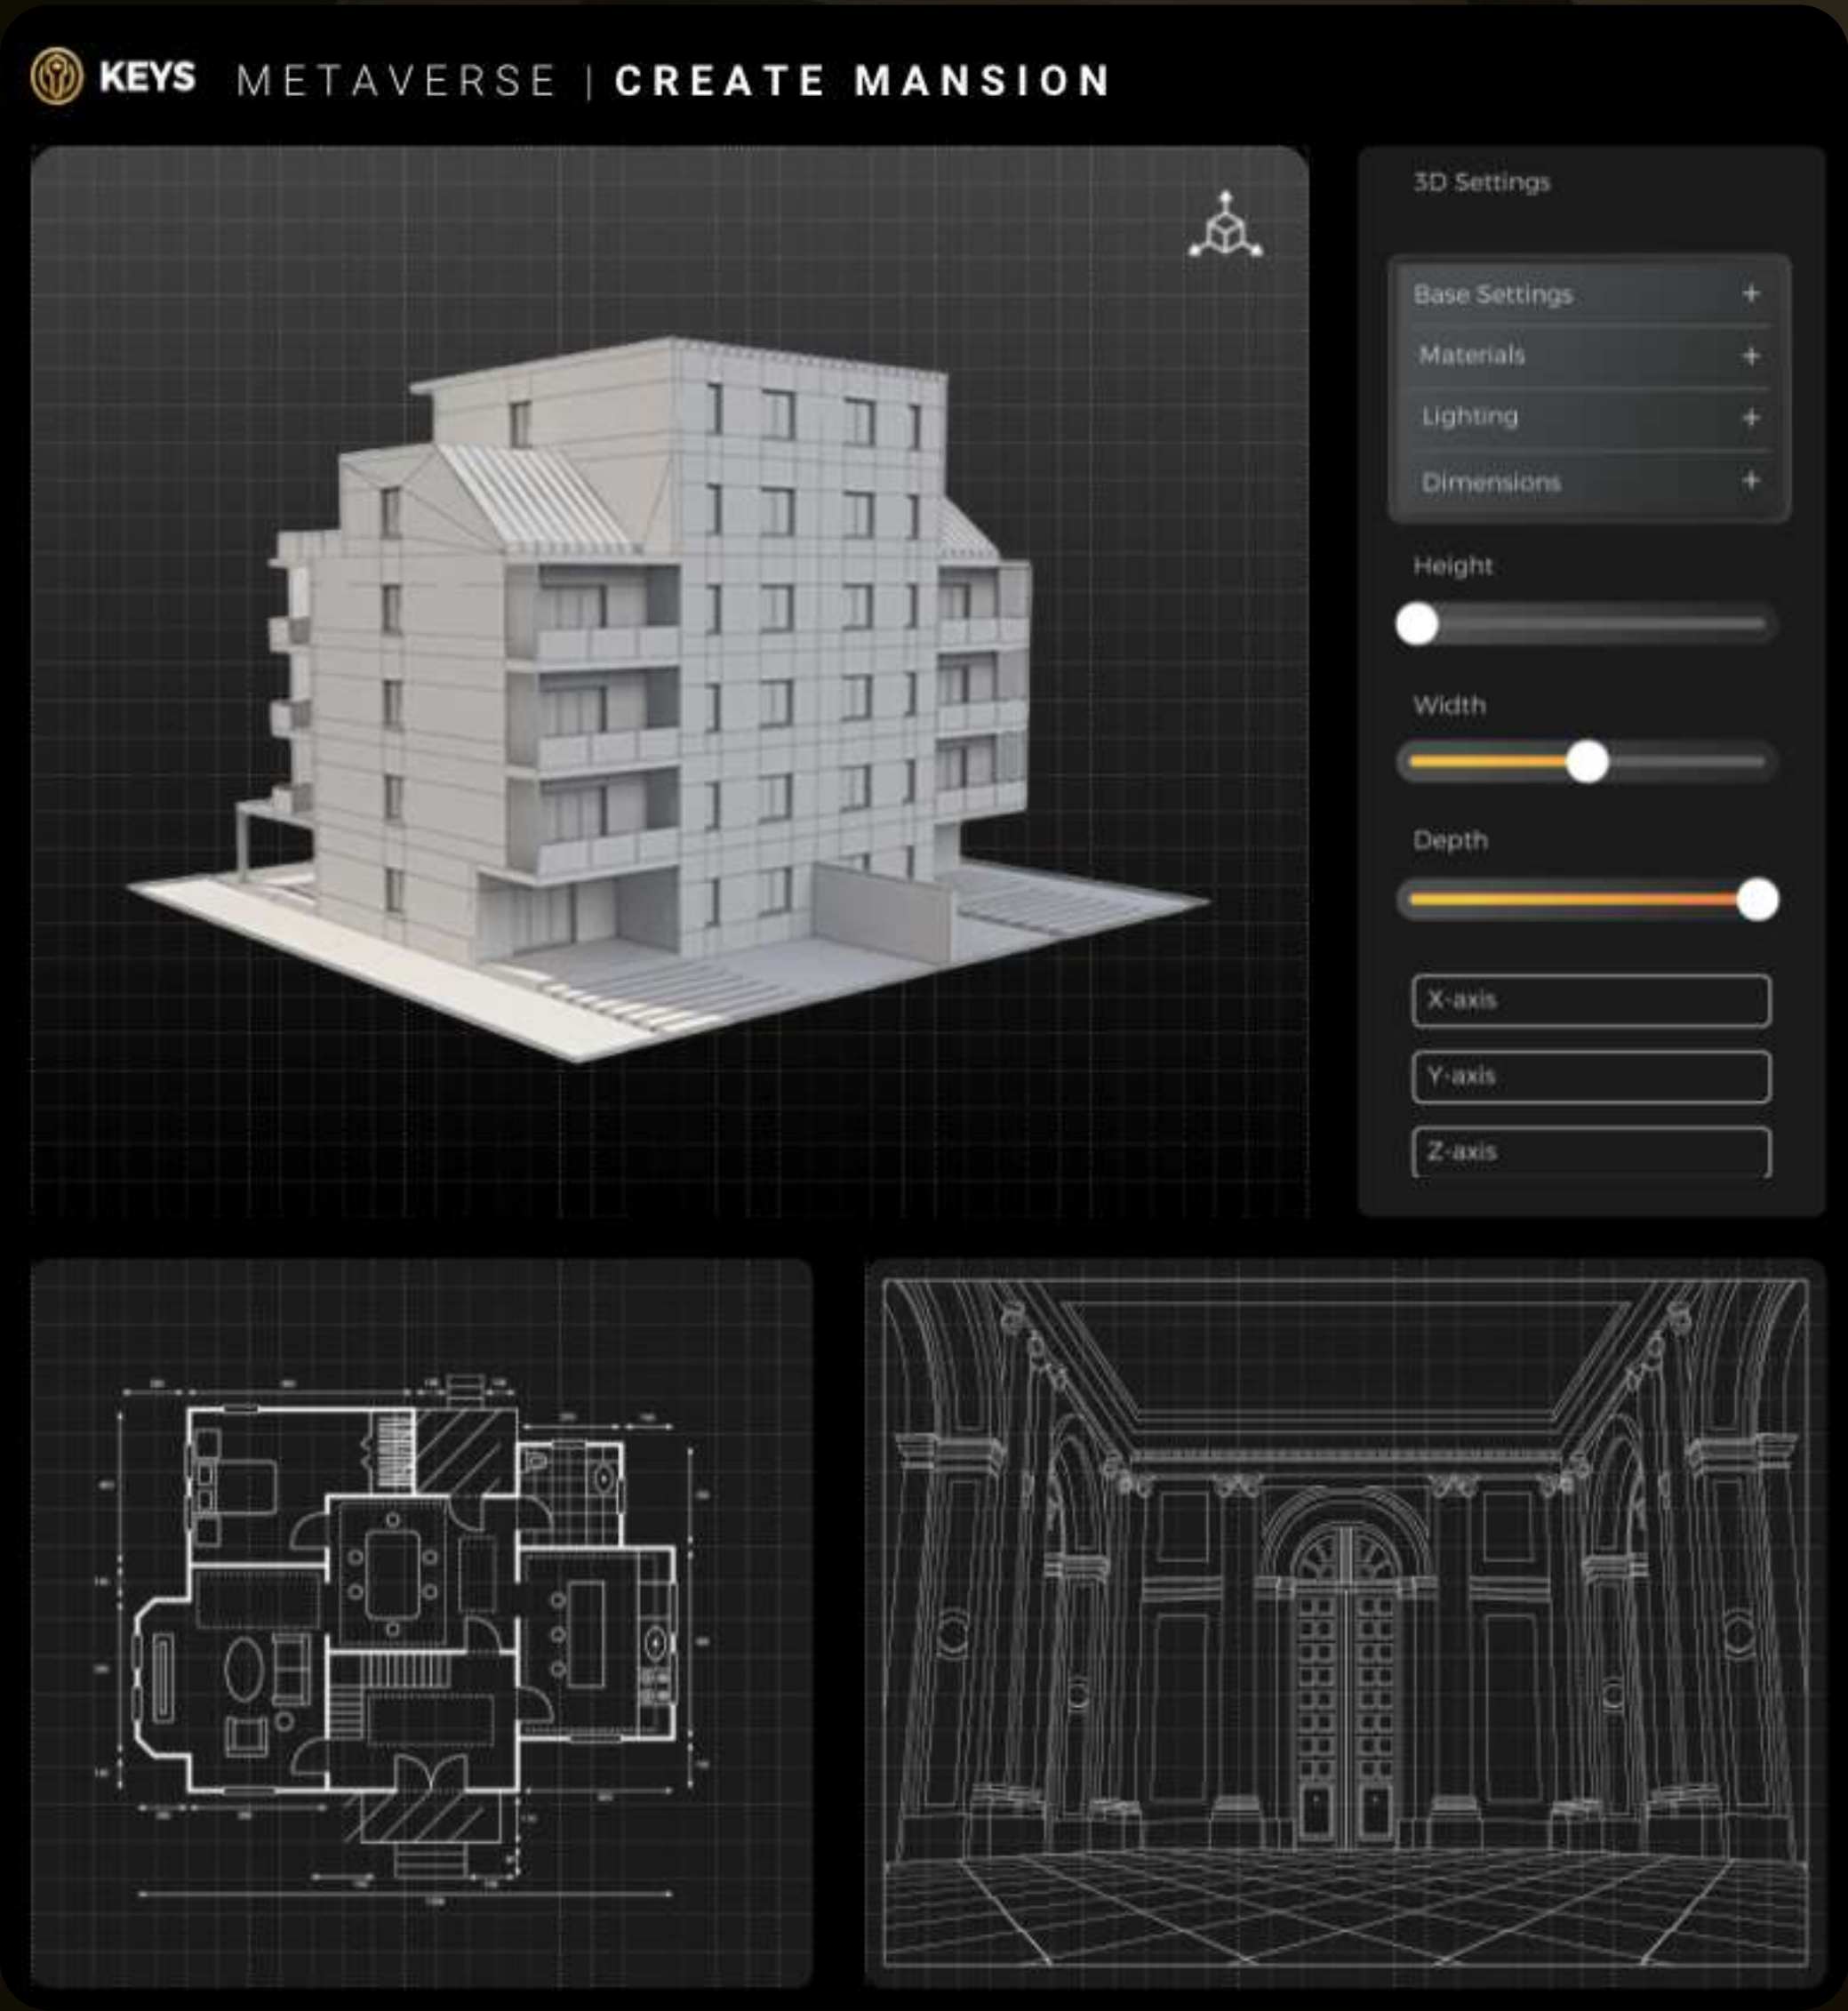 KEYS METAVERSE | CREATE MANSION
3D Settings
Base Settings +
Materials +
Lighting +
Dimensions +
Height
Width
Depth
X-axis
Y-axis
Z-axis